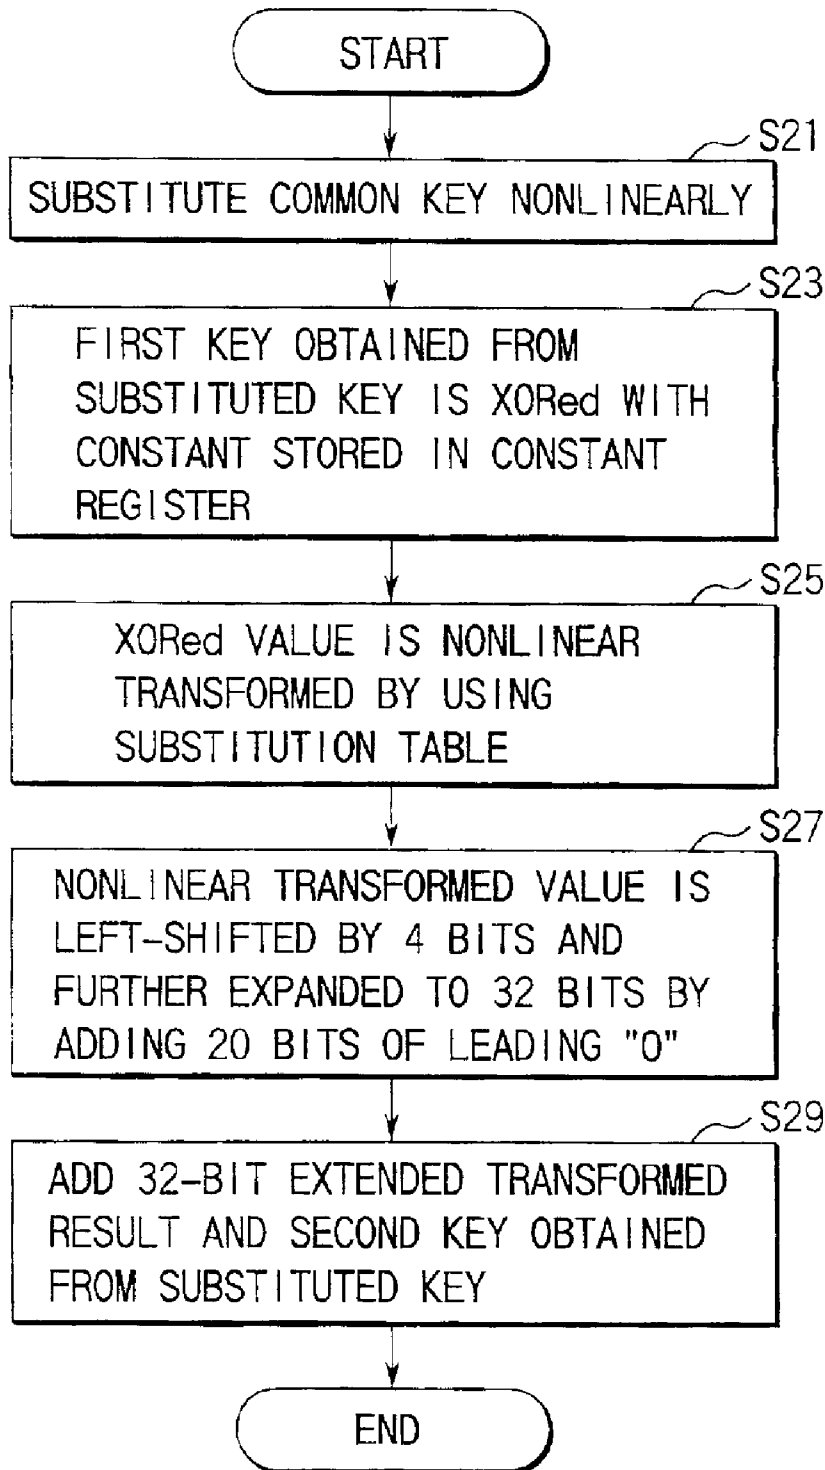 START
S21
SUBSTITUTE COMMON KEY NONLINEARLY
S23
FIRST KEY OBTAINED FROM
SUBSTITUTED KEY IS XORed WITH
CONSTANT STORED IN CONSTANT
REGISTER
S25
XORed VALUE IS NONLINEAR
TRANSFORMED BY USING
SUBSTITUTION TABLE
S27
NONLINEAR TRANSFORMED VALUE IS
LEFT-SHIFTED BY 4 BITS AND
FURTHER EXPANDED TO 32 BITS BY
ADDING 20 BITS OF LEADING "0"
S29
ADD 32-BIT EXTENDED TRANSFORMED
RESULT AND SECOND KEY OBTAINED
FROM SUBSTITUTED KEY
END